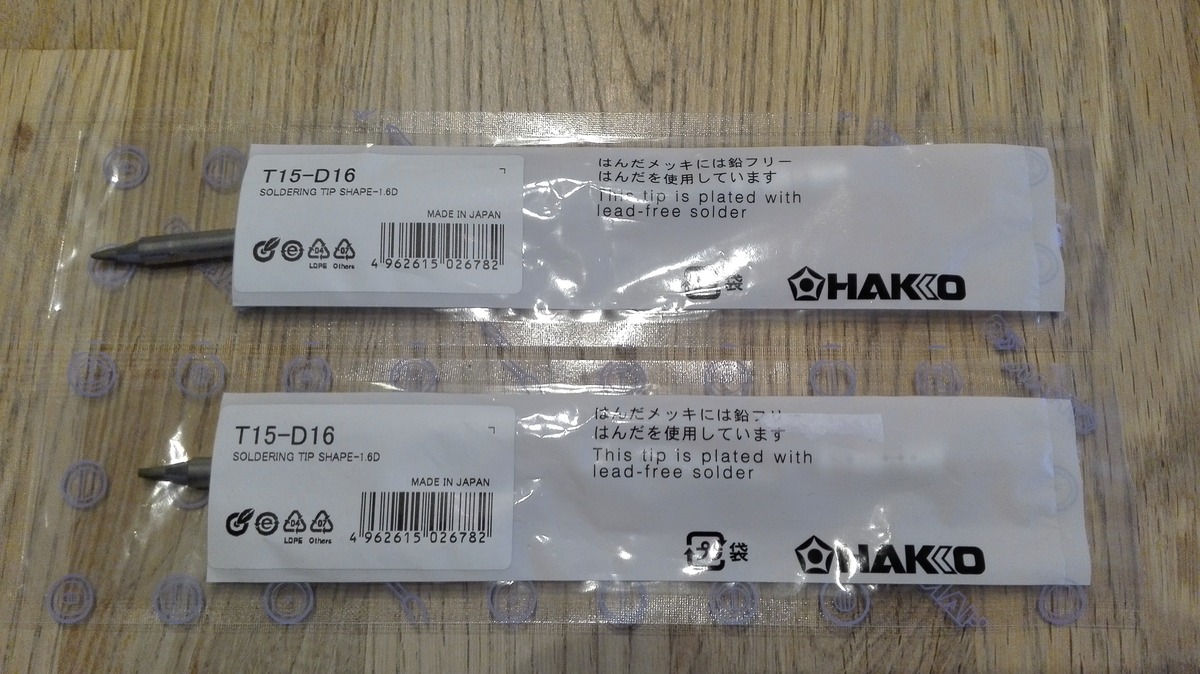 T15-D16
SOLDERING TIP SHAPE-1.6D
MADE IN JAPAN
04
07
LDPE
Others
4 962615 026782
はんだメッキには鉛フリー
はんだを使用しています
This tip is plated with
lead-free solder
袋
HAKKO
T15-D16
SOLDERING TIP SHAPE-1.6D
MADE IN JAPAN
04
07
LDPE
Others
4 962615 026782
はんだメッキには鉛フリー
はんだを使用しています
This tip is plated with
lead-free solder
袋
HAKKO